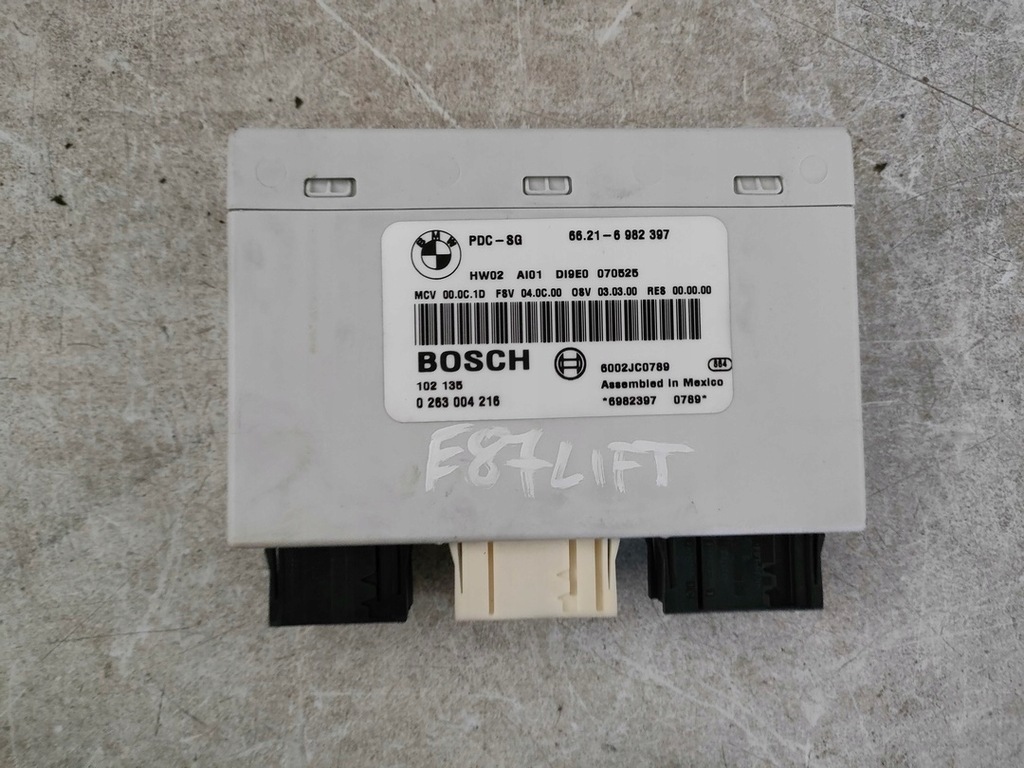 BMW PDC-SG 66.21-6 982 397
HW02 AI01 DI9E0 070525
MCV 00.0C.1D FSV 04.0C.00 OSV 03.03.00 RES 00.00.00
BOSCH 6002JC0789 584
102 135 Assembled in Mexico
0 263 004 216 *6982397 0789*
E87LIFT